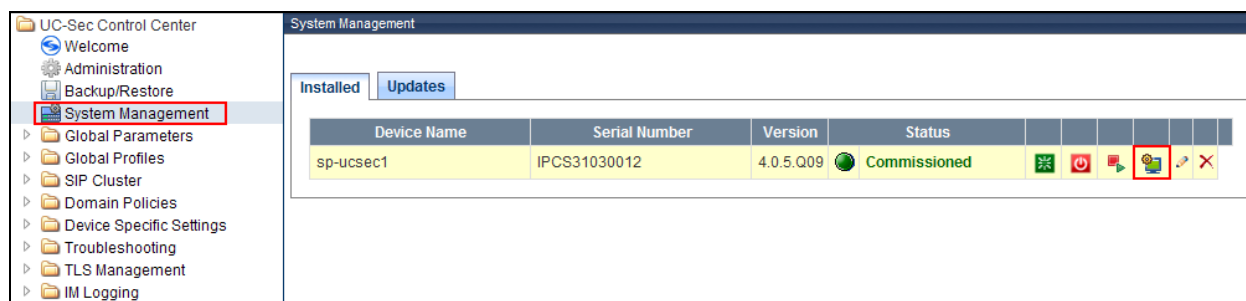 UC-Sec Control Center
Welcome
Administration
Backup/Restore
System Management
Global Parameters
Global Profiles
SIP Cluster
Domain Policies
Device Specific Settings
Troubleshooting
TLS Management
IM Logging
System Management
Installed Updates
Device Name Serial Number Version Status
sp-ucsec1 IPCS31030012 4.0.5.Q09 Commissioned